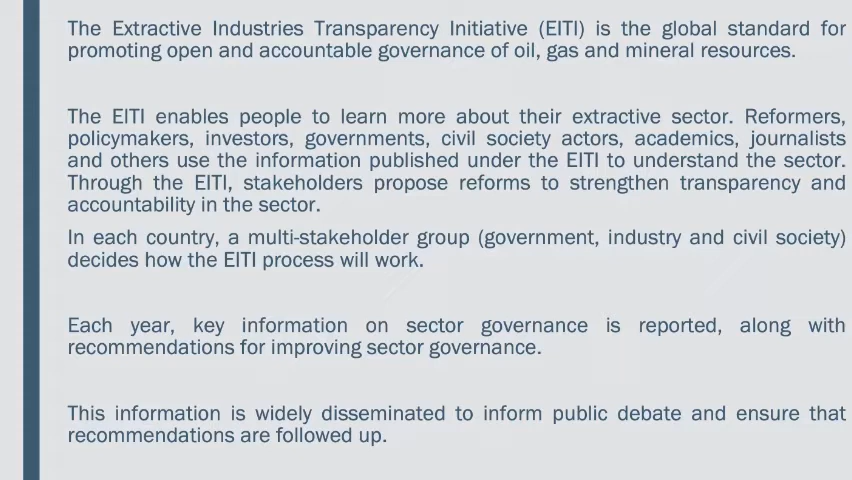 The Extractive Industries Transparency Initiative (EITI) is the global standard for
promoting open and accountable governance of oil, gas and mineral resources.
The EITI enables people to learn more about their extractive sector. Reformers,
policymakers, investors, governments, civil society actors, academics, journalists
and others use the information published under the EITI to understand the sector.
Through the EITI, stakeholders propose reforms to strengthen transparency and
accountability in the sector.
In each country, a multi-stakeholder group (government, industry and civil society)
decides how the EITI process will work.
Each year, key information on sector governance is reported, along with
recommendations for improving sector governance.
This information is widely disseminated to inform public debate and ensure that
recommendations are followed up.